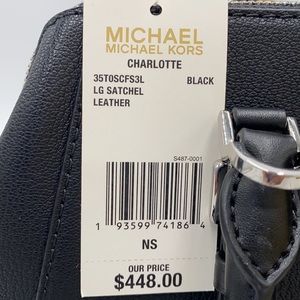 MICHAEL
MICHAEL KORS
CHARLOTTE
35T0SCFS3L BLACK
LG SATCHEL
LEATHER
S487-0001
1 93599 74186 4
NS
OUR PRICE
$448.00